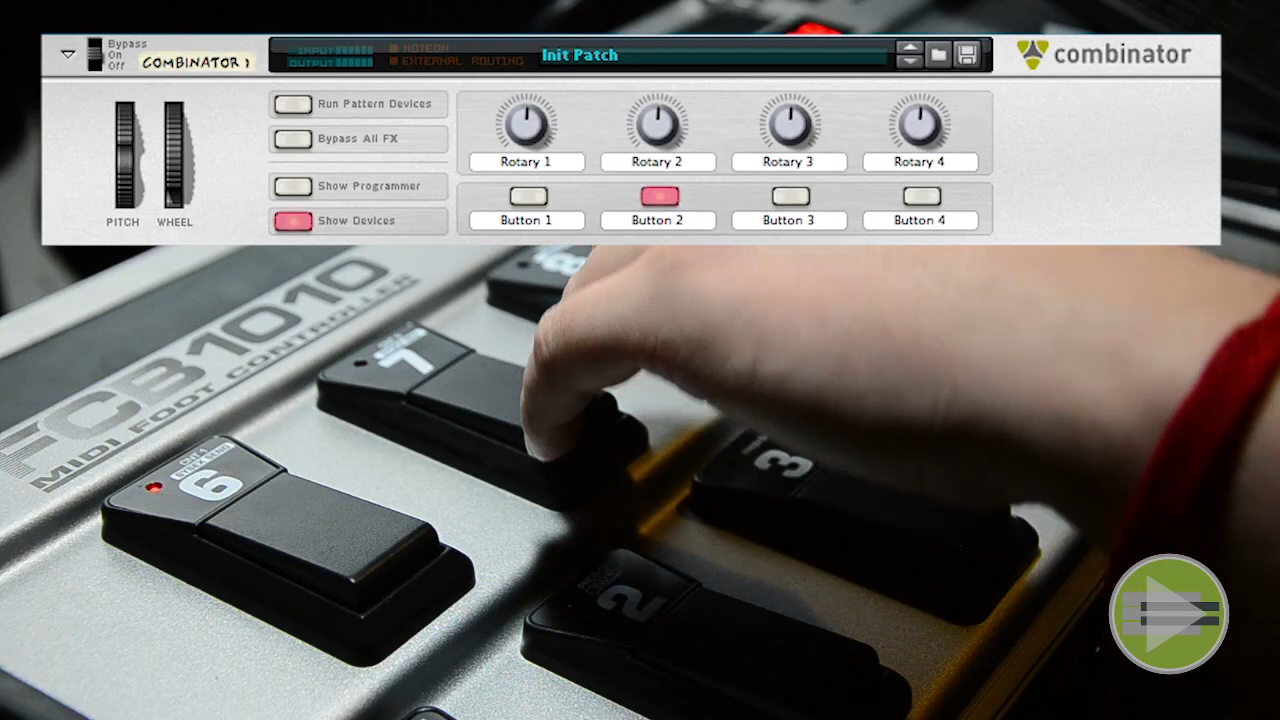 Bypass
On
Off
COMBINATOR 1
INPUT
OUTPUT
NOTEON
EXTERNAL ROUTING
Init Patch
combinator
Run Pattern Devices
Bypass All FX
Show Programmer
Show Devices
PITCH
WHEEL
Rotary 1
Rotary 2
Rotary 3
Rotary 4
Button 1
Button 2
Button 3
Button 4
FCB1010
MIDI FOOT CONTROLLER
8
7
6
3
2